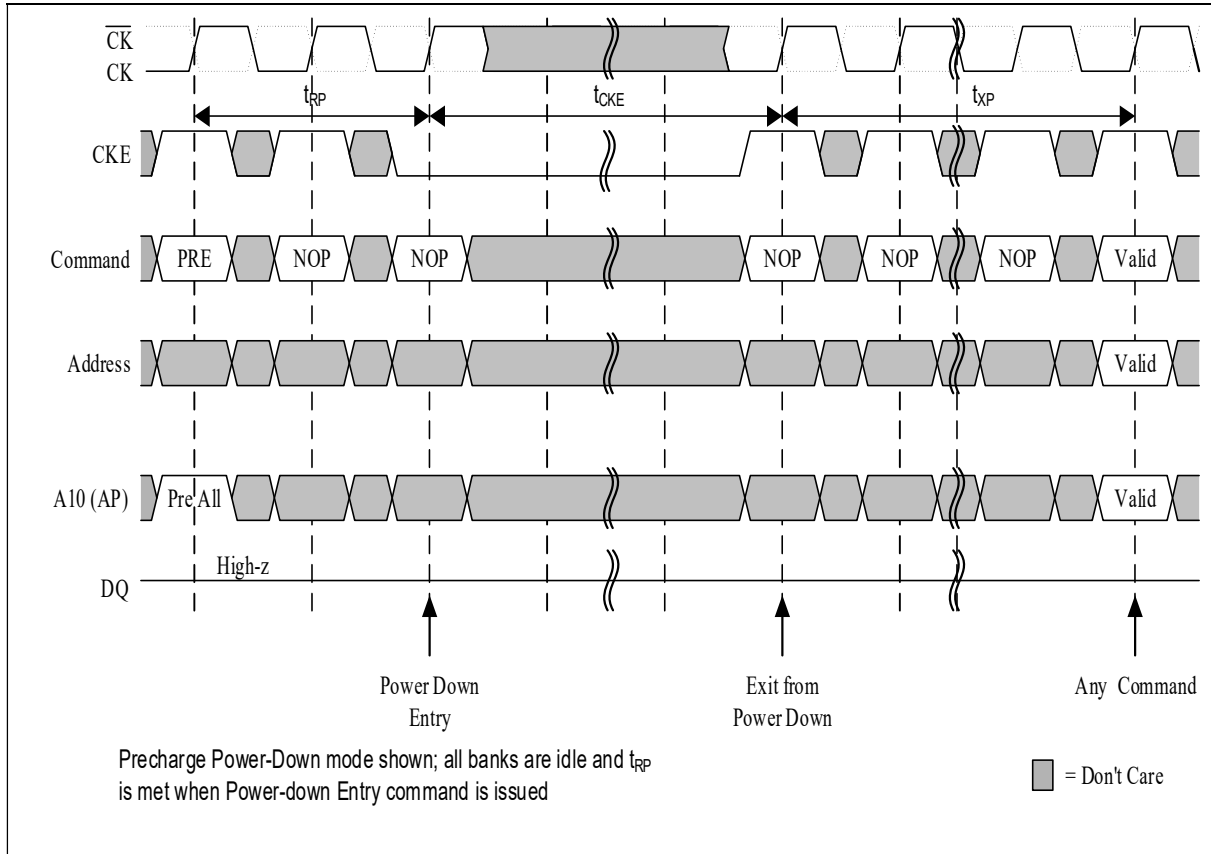 CK
CK
tRP
tCKE
tXP
CKE
Command
PRE
NOP
NOP
NOP
NOP
NOP
Valid
Address
Valid
A10 (AP)
Pre All
Valid
High-z
DQ
Power Down
Entry
Exit from
Power Down
Any Command
Precharge Power-Down mode shown; all banks are idle and tRP
is met when Power-down Entry command is issued
= Don't Care